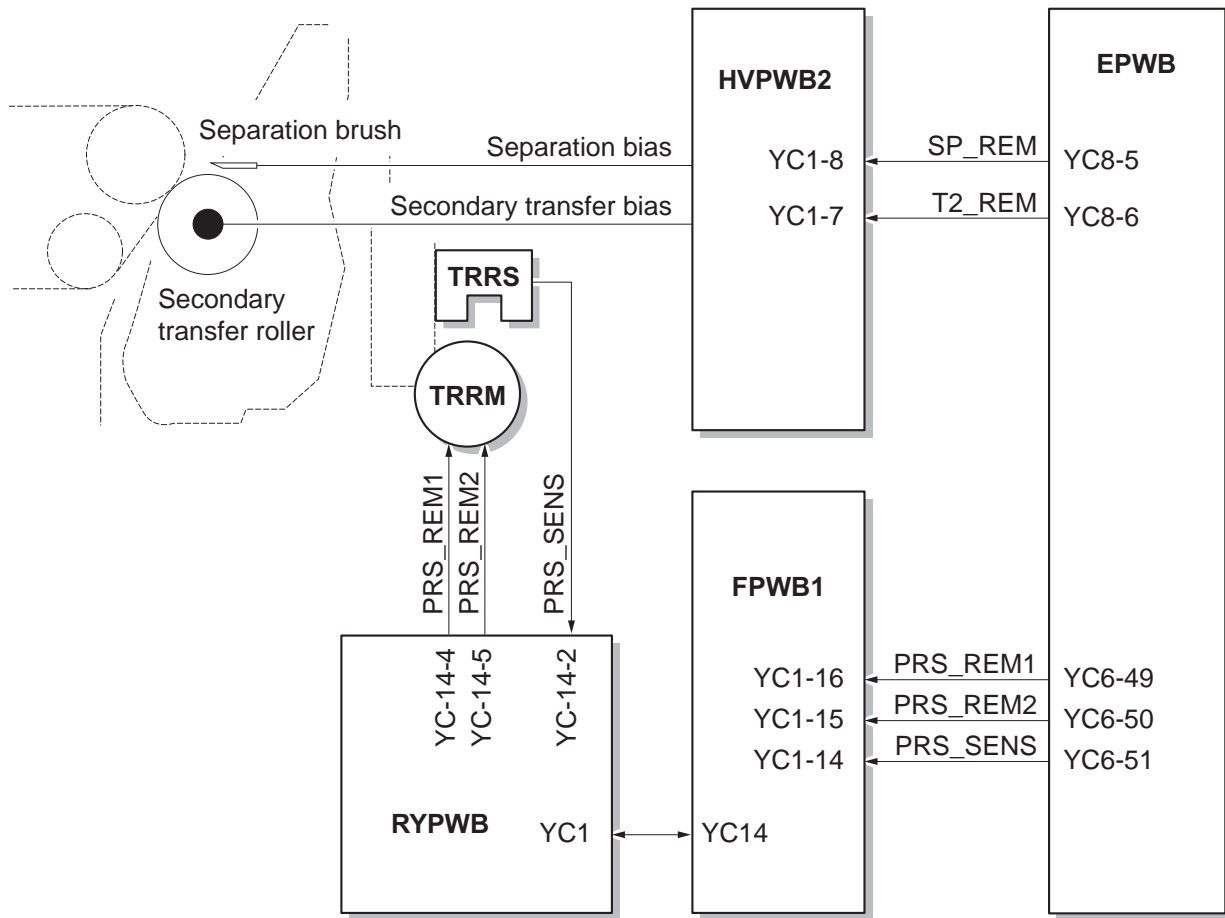 HVPWB2
EPWB
Separation brush
Separation bias
YC1-8
SP_REM
YC8-5
Secondary transfer bias
YC1-7
T2_REM
YC8-6
TRRS
Secondary
transfer roller
TRRM
PRS_REM1
PRS_REM2
PRS_SENS
FPWB1
YC-14-4
YC-14-5
YC-14-2
YC1-16
PRS_REM1
YC6-49
YC1-15
PRS_REM2
YC6-50
YC1-14
PRS_SENS
YC6-51
RYPWB
YC1
YC14